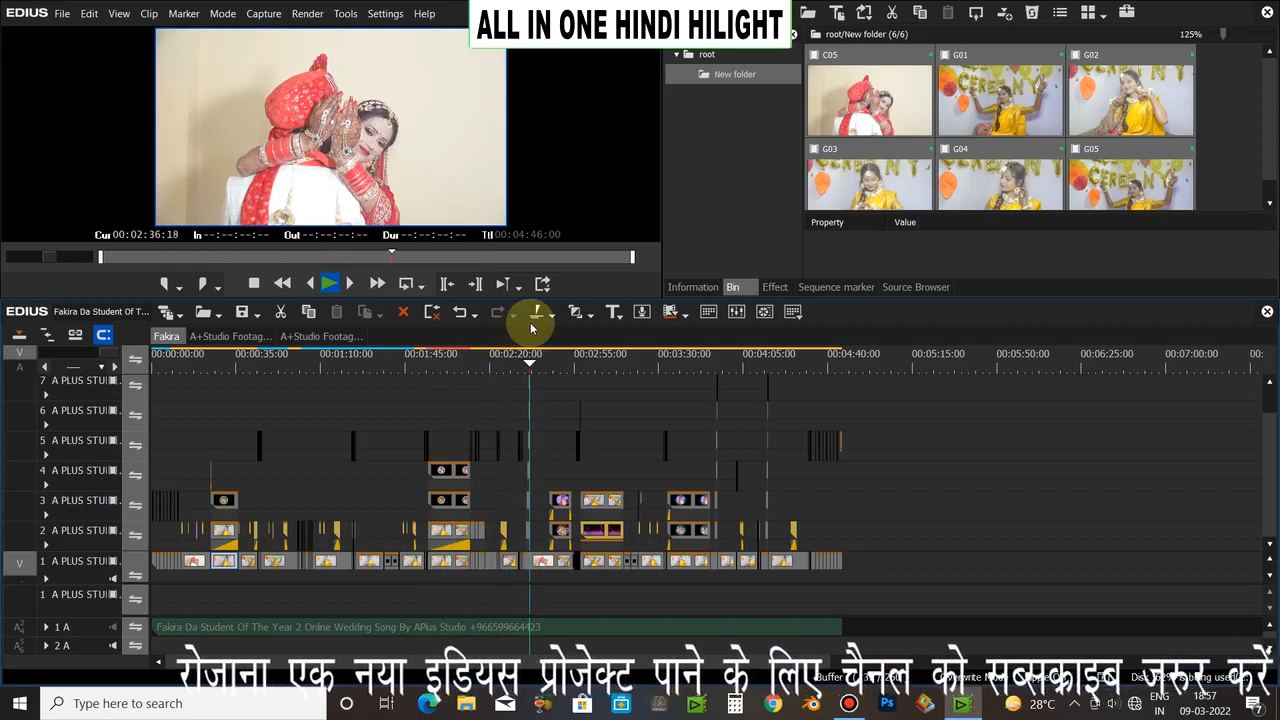 EDIUS File Edit View Clip Marker Mode Capture Render Tools Settings Help
ALL IN ONE HINDI HILIGHT
root/New folder (6/6) 125%
root
New folder
C05 G01 G02
G03 G04 G05
Cur 00:02:36:18 In --:--:--:-- Out --:--:--:-- Dur --:--:--:-- Ttl 00:04:46:00
Property Value
Information Bin Effect Sequence marker Source Browser
EDIUS Fakira Da Student Of T...
Fakira A+Studio Footag... A+Studio Footag...
00:00:00:00 00:00:35:00 00:01:10:00 00:01:45:00 00:02:20:00 00:02:55:00 00:03:30:00 00:04:05:00 00:04:40:00 00:05:15:00 00:05:50:00 00:06:25:00 00:07:00:00
7 A PLUS STUI
6 A PLUS STUI
5 A PLUS STUI
4 A PLUS STUI
3 A PLUS STUI
2 A PLUS STUI
1 A PLUS STUI
1 A PLUS STUI
1 A Fakira Da Student Of The Year 2 Online Wedding Song By APlus Studio +966599664423
2 A
रोजाना एक नया इडियस प्रोजेक्ट पाने के लिए चैनल को सब्सक्राइब जरुर करें
Type here to search
28°C
ENG
IN
18:57
09-03-2022